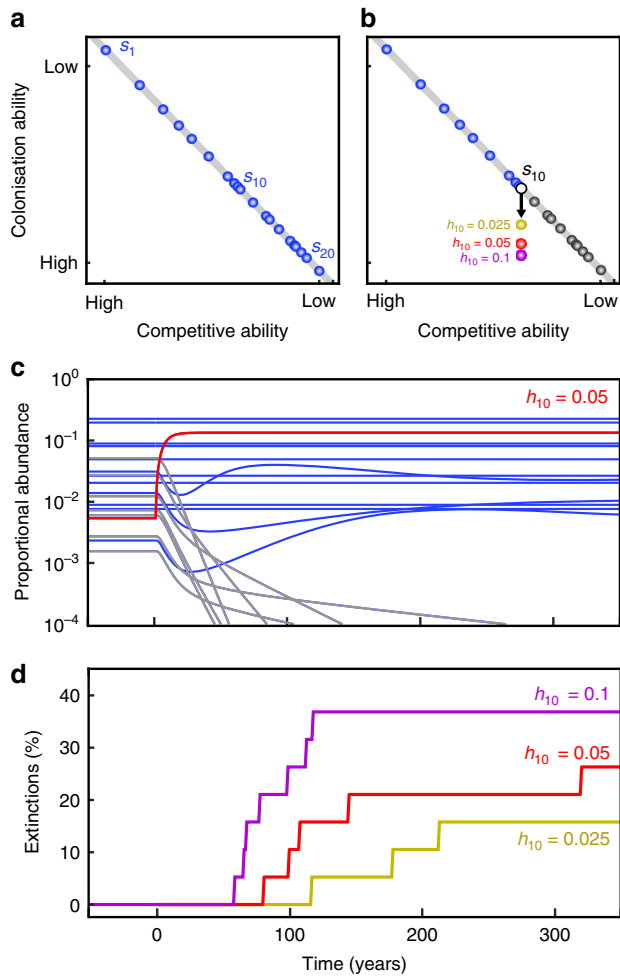 a
b
Colonisation ability
Low
High
s1
s10
s20
High
Low
Competitive ability
s10
h10 = 0.025
h10 = 0.05
h10 = 0.1
High
Low
Competitive ability
c
Proportional abundance
10^0
10^-1
10^-2
10^-3
10^-4
h10 = 0.05
d
Extinctions (%)
40
30
20
10
0
h10 = 0.1
h10 = 0.05
h10 = 0.025
0
100
200
300
Time (years)